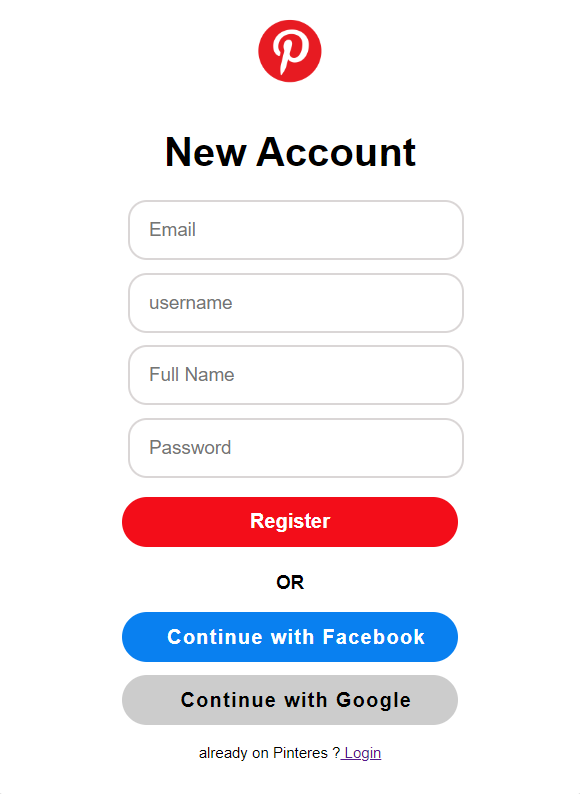 New Account
Email
username
Full Name
Password
Register
OR
Continue with Facebook
Continue with Google
already on Pinteres ? Login